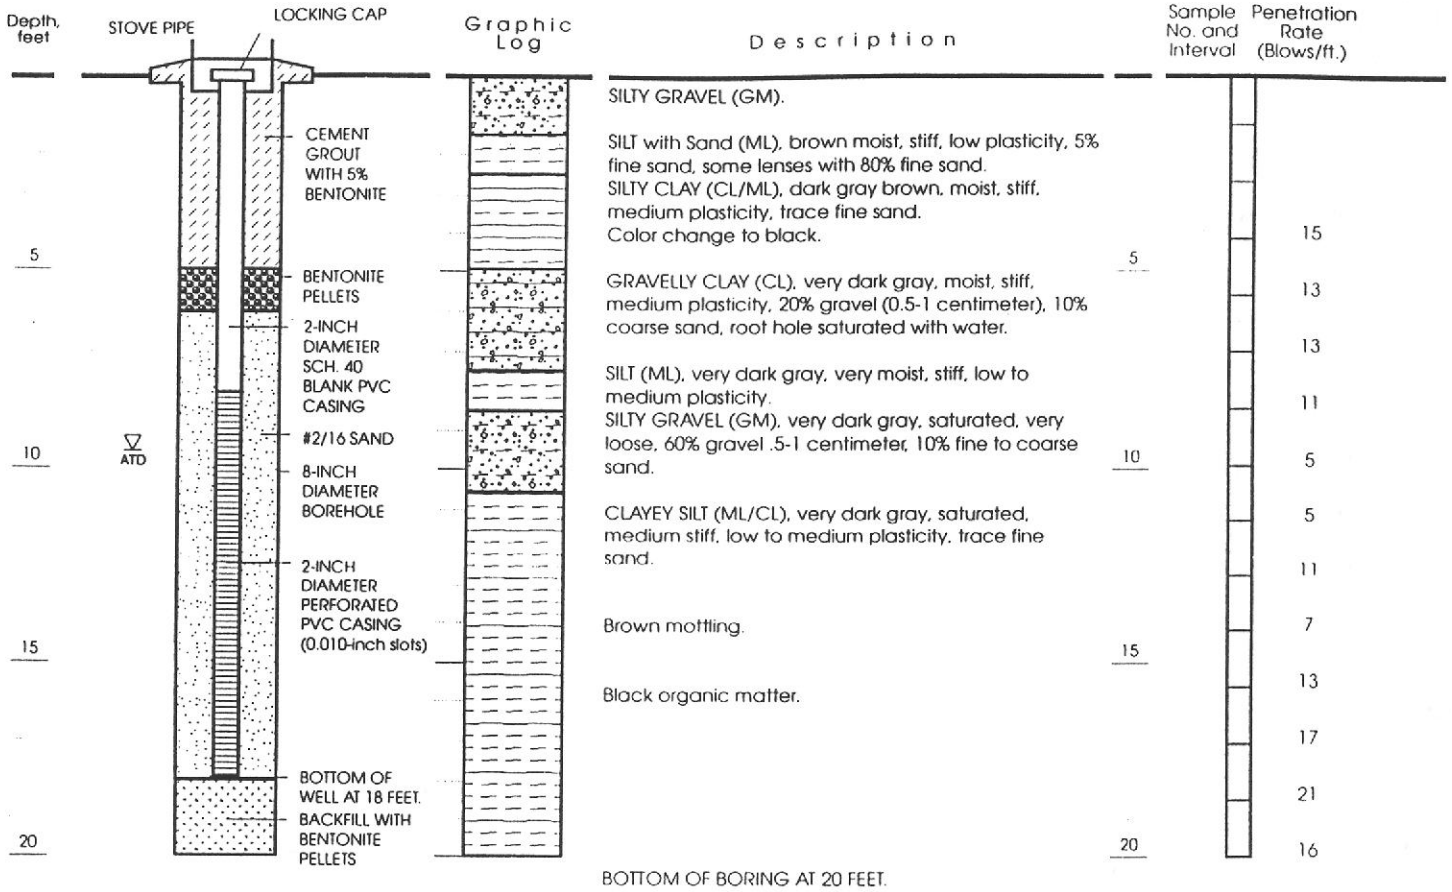 Depth,
feet
STOVE PIPE
LOCKING CAP
Graphic
Log
Description
Sample
No. and
Interval
Penetration
Rate
(Blows/ft.)
CEMENT
GROUT
WITH 5%
BENTONITE
BENTONITE
PELLETS
2-INCH
DIAMETER
SCH. 40
BLANK PVC
CASING
#2/16 SAND
8-INCH
DIAMETER
BOREHOLE
2-INCH
DIAMETER
PERFORATED
PVC CASING
(0.010-inch slots)
BOTTOM OF
WELL AT 18 FEET.
BACKFILL WITH
BENTONITE
PELLETS
5
10
15
20
ATD
SILTY GRAVEL (GM).
SILT with Sand (ML), brown moist, stiff, low plasticity, 5%
fine sand, some lenses with 80% fine sand.
SILTY CLAY (CL/ML), dark gray brown, moist, stiff,
medium plasticity, trace fine sand.
Color change to black.
GRAVELLY CLAY (CL), very dark gray, moist, stiff,
medium plasticity, 20% gravel (0.5-1 centimeter), 10%
coarse sand, root hole saturated with water.
SILT (ML), very dark gray, very moist, stiff, low to
medium plasticity.
SILTY GRAVEL (GM), very dark gray, saturated, very
loose, 60% gravel .5-1 centimeter, 10% fine to coarse
sand.
CLAYEY SILT (ML/CL), very dark gray, saturated,
medium stiff, low to medium plasticity. trace fine
sand.
Brown mottling.
Black organic matter.
BOTTOM OF BORING AT 20 FEET.
5
10
15
20
15
13
13
11
5
5
11
7
13
17
21
16